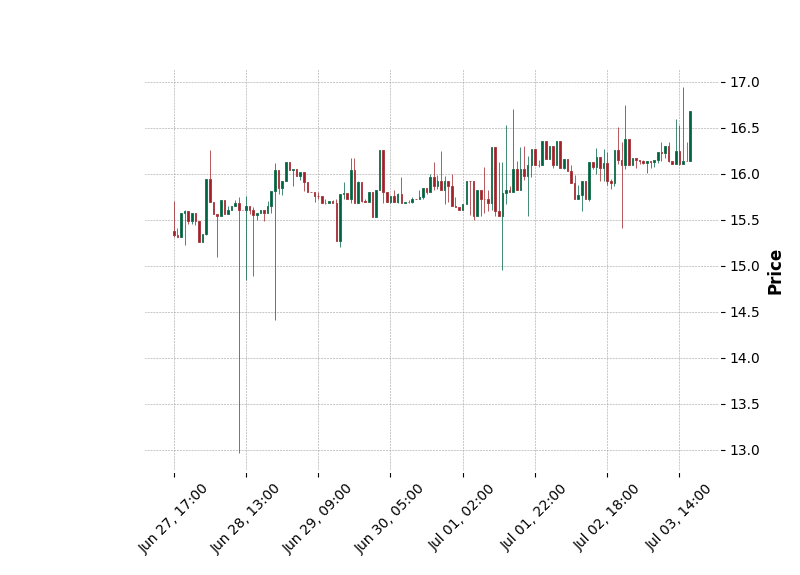 17.0
16.5
16.0
15.5
15.0
14.5
14.0
13.5
13.0
Price
Jun 27, 17:00
Jun 28, 13:00
Jun 29, 09:00
Jun 30, 05:00
Jul 01, 02:00
Jul 01, 22:00
Jul 02, 18:00
Jul 03, 14:00